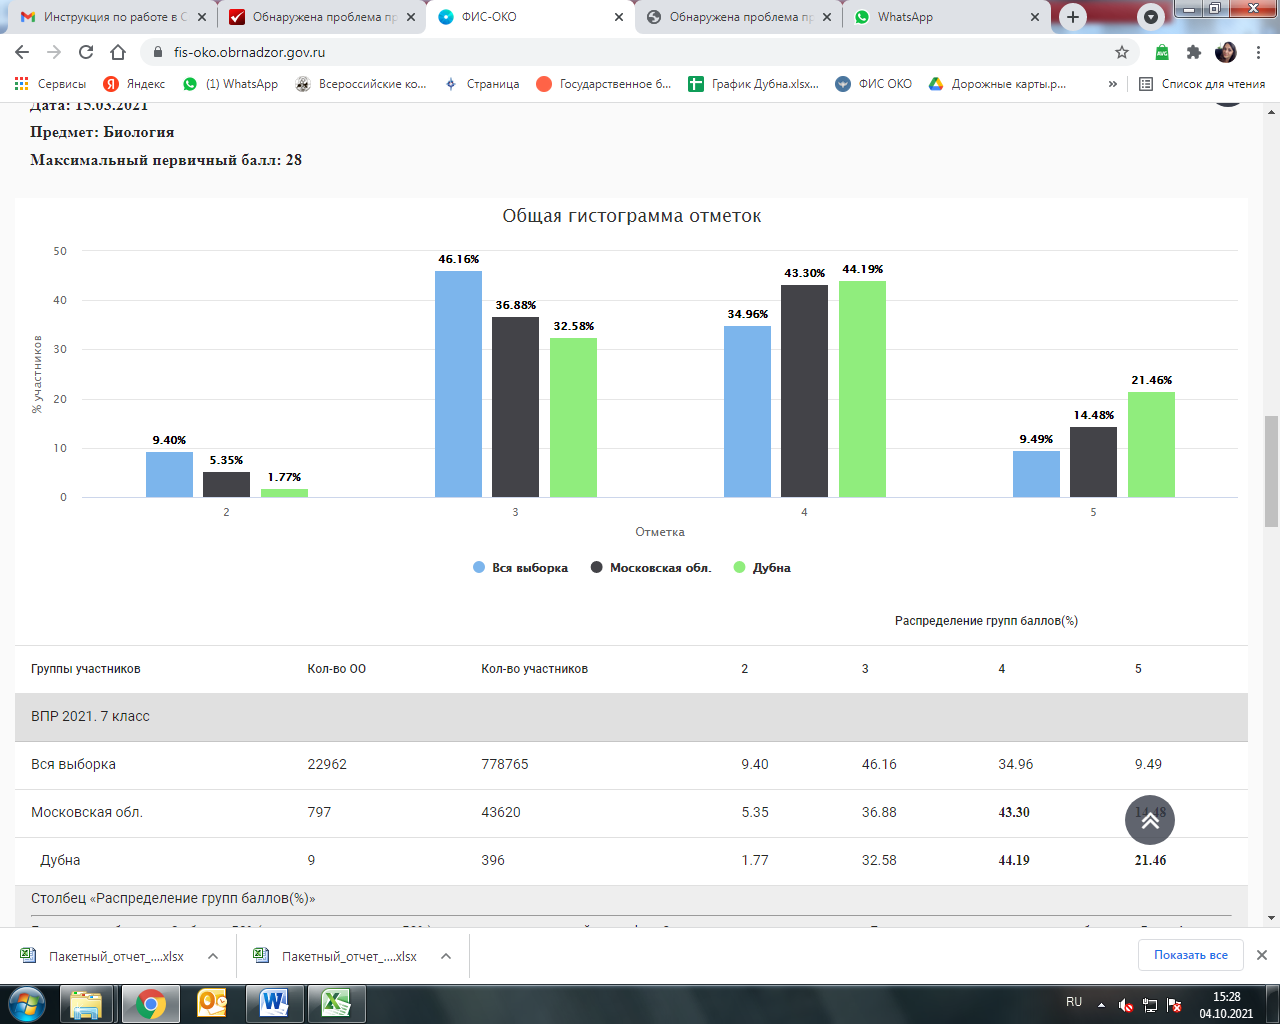 Инструкция по работе в С
Обнаружена проблема пр
ФИС-ОКО
Обнаружена проблема пр
WhatsApp
fis-oko.obrnadzor.gov.ru
Сервисы
Яндекс
(1) WhatsApp
Всероссийские ко...
Страница
Государственное б...
График Дубна.xlsx...
ФИС ОКО
Дорожные карты.р...
»
Список для чтения
Дата: 15.03.2021
Предмет: Биология
Максимальный первичный балл: 28
Общая гистограмма отметок
% участников
50
40
30
20
10
0
9.40%
5.35%
1.77%
46.16%
36.88%
32.58%
34.96%
43.30%
44.19%
9.49%
14.48%
21.46%
2 3 4 5
Отметка
Вся выборка Московская обл. Дубна
Распределение групп баллов(%)
Группы участников Кол-во ОО Кол-во участников 2 3 4 5
ВПР 2021. 7 класс
Вся выборка 22962 778765 9.40 46.16 34.96 9.49
Московская обл. 797 43620 5.35 36.88 43.30 14.48
Дубна 9 396 1.77 32.58 44.19 21.46
Столбец «Распределение групп баллов(%)»
Пакетный_отчет_....xlsx
Пакетный_отчет_....xlsx
Показать все
RU
15:28
04.10.2021